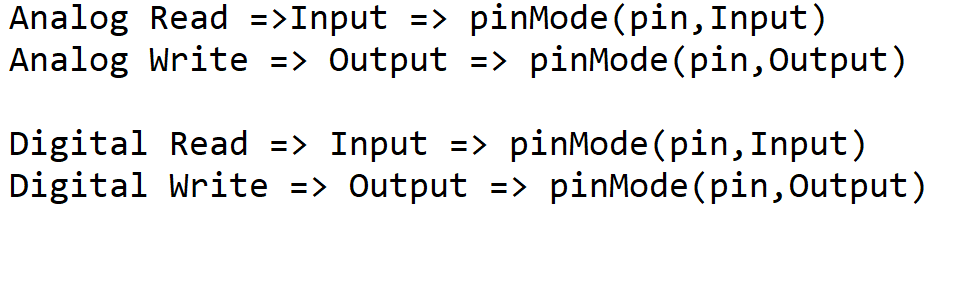 Analog Read =>Input => pinMode(pin,Input)
Analog Write => Output => pinMode(pin,Output)
Digital Read => Input => pinMode(pin,Input)
Digital Write => Output => pinMode(pin,Output)